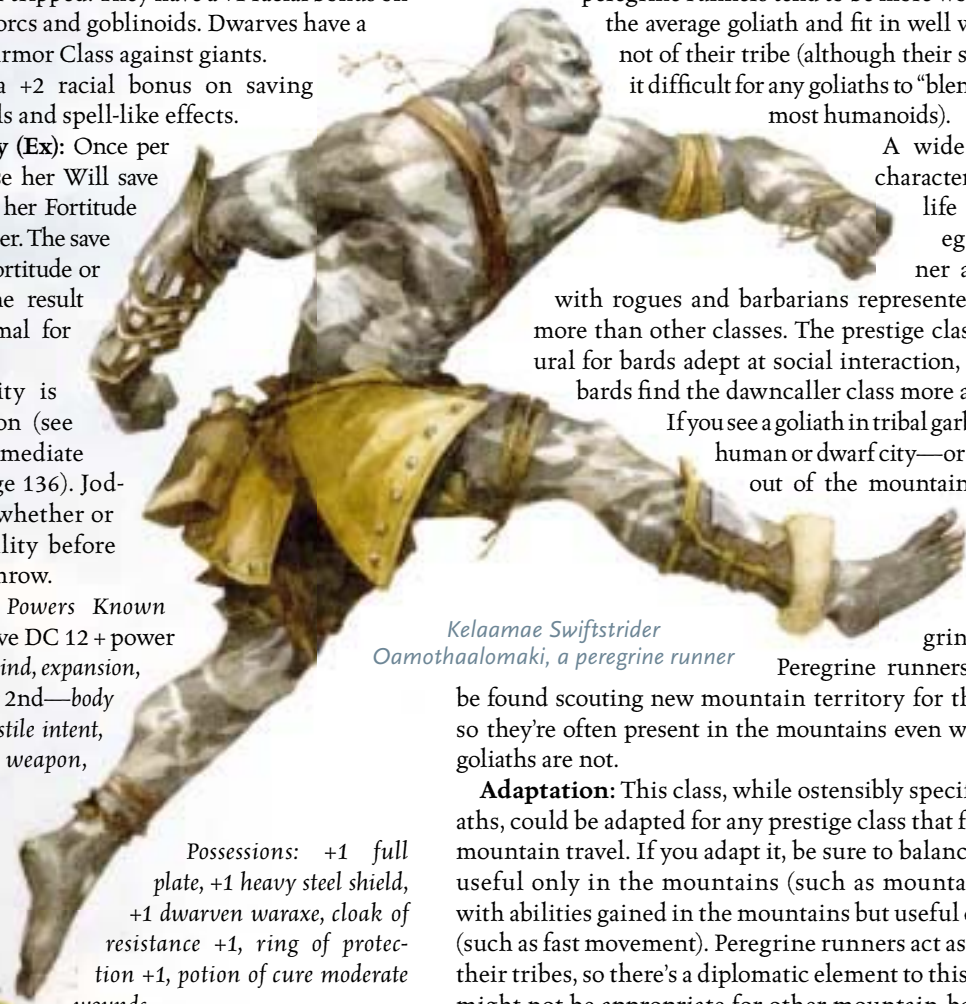 orcs and goblinoids. Dwarves have a
rmor Class against giants.
a +2 racial bonus on saving
ls and spell-like effects.
y (Ex): Once per
se her Will save
her Fortitude
er. The save
ortitude or
ne result
mal for
ity is
on (see
mediate
ge 136). Jod-
whether or
lity before
hrow.
Powers Known
ve DC 12 + power
ind, expansion,
2nd—body
stile intent,
weapon,
Possessions: +1 full
plate, +1 heavy steel shield,
+1 dwarven waraxe, cloak of
resistance +1, ring of protec-
tion +1, potion of cure moderate
wounds
Kelaamae Swiftstrider
Oamothaalomaki, a peregrine runner
the average goliath and fit in well w
not of their tribe (although their s
it difficult for any goliaths to “blen
most humanoids).
A wide
character
life
eg
ner a
with rogues and barbarians represente
more than other classes. The prestige clas
ural for bards adept at social interaction,
bards find the dawncaller class more a
If you see a goliath in tribal garb
human or dwarf city—or
out of the mountain
grin
Peregrine runners
be found scouting new mountain territory for th
so they’re often present in the mountains even w
goliaths are not.
Adaptation: This class, while ostensibly speci
aths, could be adapted for any prestige class that f
mountain travel. If you adapt it, be sure to balanc
useful only in the mountains (such as mounta
with abilities gained in the mountains but useful
(such as fast movement). Peregrine runners act as
their tribes, so there’s a diplomatic element to this